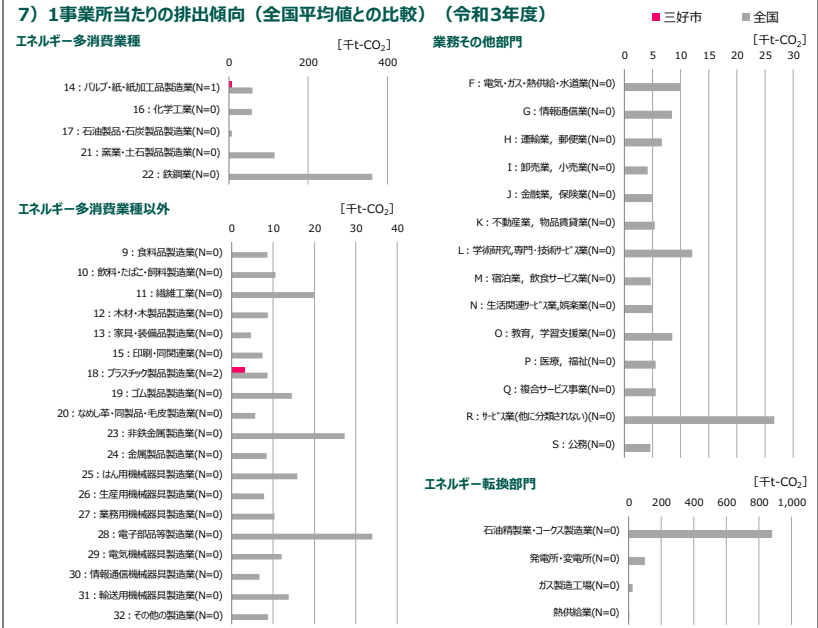 7）1事業所当たりの排出傾向（全国平均値との比較）（令和3年度）
■三好市 ■全国
エネルギー多消費業種
[千t-CO₂]
0 200 400
14：パルプ・紙・紙加工品製造業(N=1)
16：化学工業(N=0)
17：石油製品・石炭製品製造業(N=0)
21：窯業・土石製品製造業(N=0)
22：鉄鋼業(N=0)
エネルギー多消費業種以外
[千t-CO₂]
0 10 20 30 40
9：食料品製造業(N=0)
10：飲料・たばこ・飼料製造業(N=0)
11：繊維工業(N=0)
12：木材・木製品製造業(N=0)
13：家具・装備品製造業(N=0)
15：印刷・同関連業(N=0)
18：プラスチック製品製造業(N=2)
19：ゴム製品製造業(N=0)
20：なめし革・同製品・毛皮製造業(N=0)
23：非鉄金属製造業(N=0)
24：金属製品製造業(N=0)
25：はん用機械器具製造業(N=0)
26：生産用機械器具製造業(N=0)
27：業務用機械器具製造業(N=0)
28：電子部品等製造業(N=0)
29：電気機械器具製造業(N=0)
30：情報通信機械器具製造業(N=0)
31：輸送用機械器具製造業(N=0)
32：その他の製造業(N=0)
業務その他部門
[千t-CO₂]
0 5 10 15 20 25 30
F：電気・ガス・熱供給・水道業(N=0)
G：情報通信業(N=0)
H：運輸業，郵便業(N=0)
I：卸売業，小売業(N=0)
J：金融業，保険業(N=0)
K：不動産業，物品賃貸業(N=0)
L：学術研究,専門・技術サービス業(N=0)
M：宿泊業，飲食サービス業(N=0)
N：生活関連サービス業,娯楽業(N=0)
O：教育，学習支援業(N=0)
P：医療，福祉(N=0)
Q：複合サービス事業(N=0)
R：サービス業(他に分類されない)(N=0)
S：公務(N=0)
エネルギー転換部門
[千t-CO₂]
0 200 400 600 800 1,000
石油精製業・コークス製造業(N=0)
発電所・変電所(N=0)
ガス製造工場(N=0)
熱供給業(N=0)